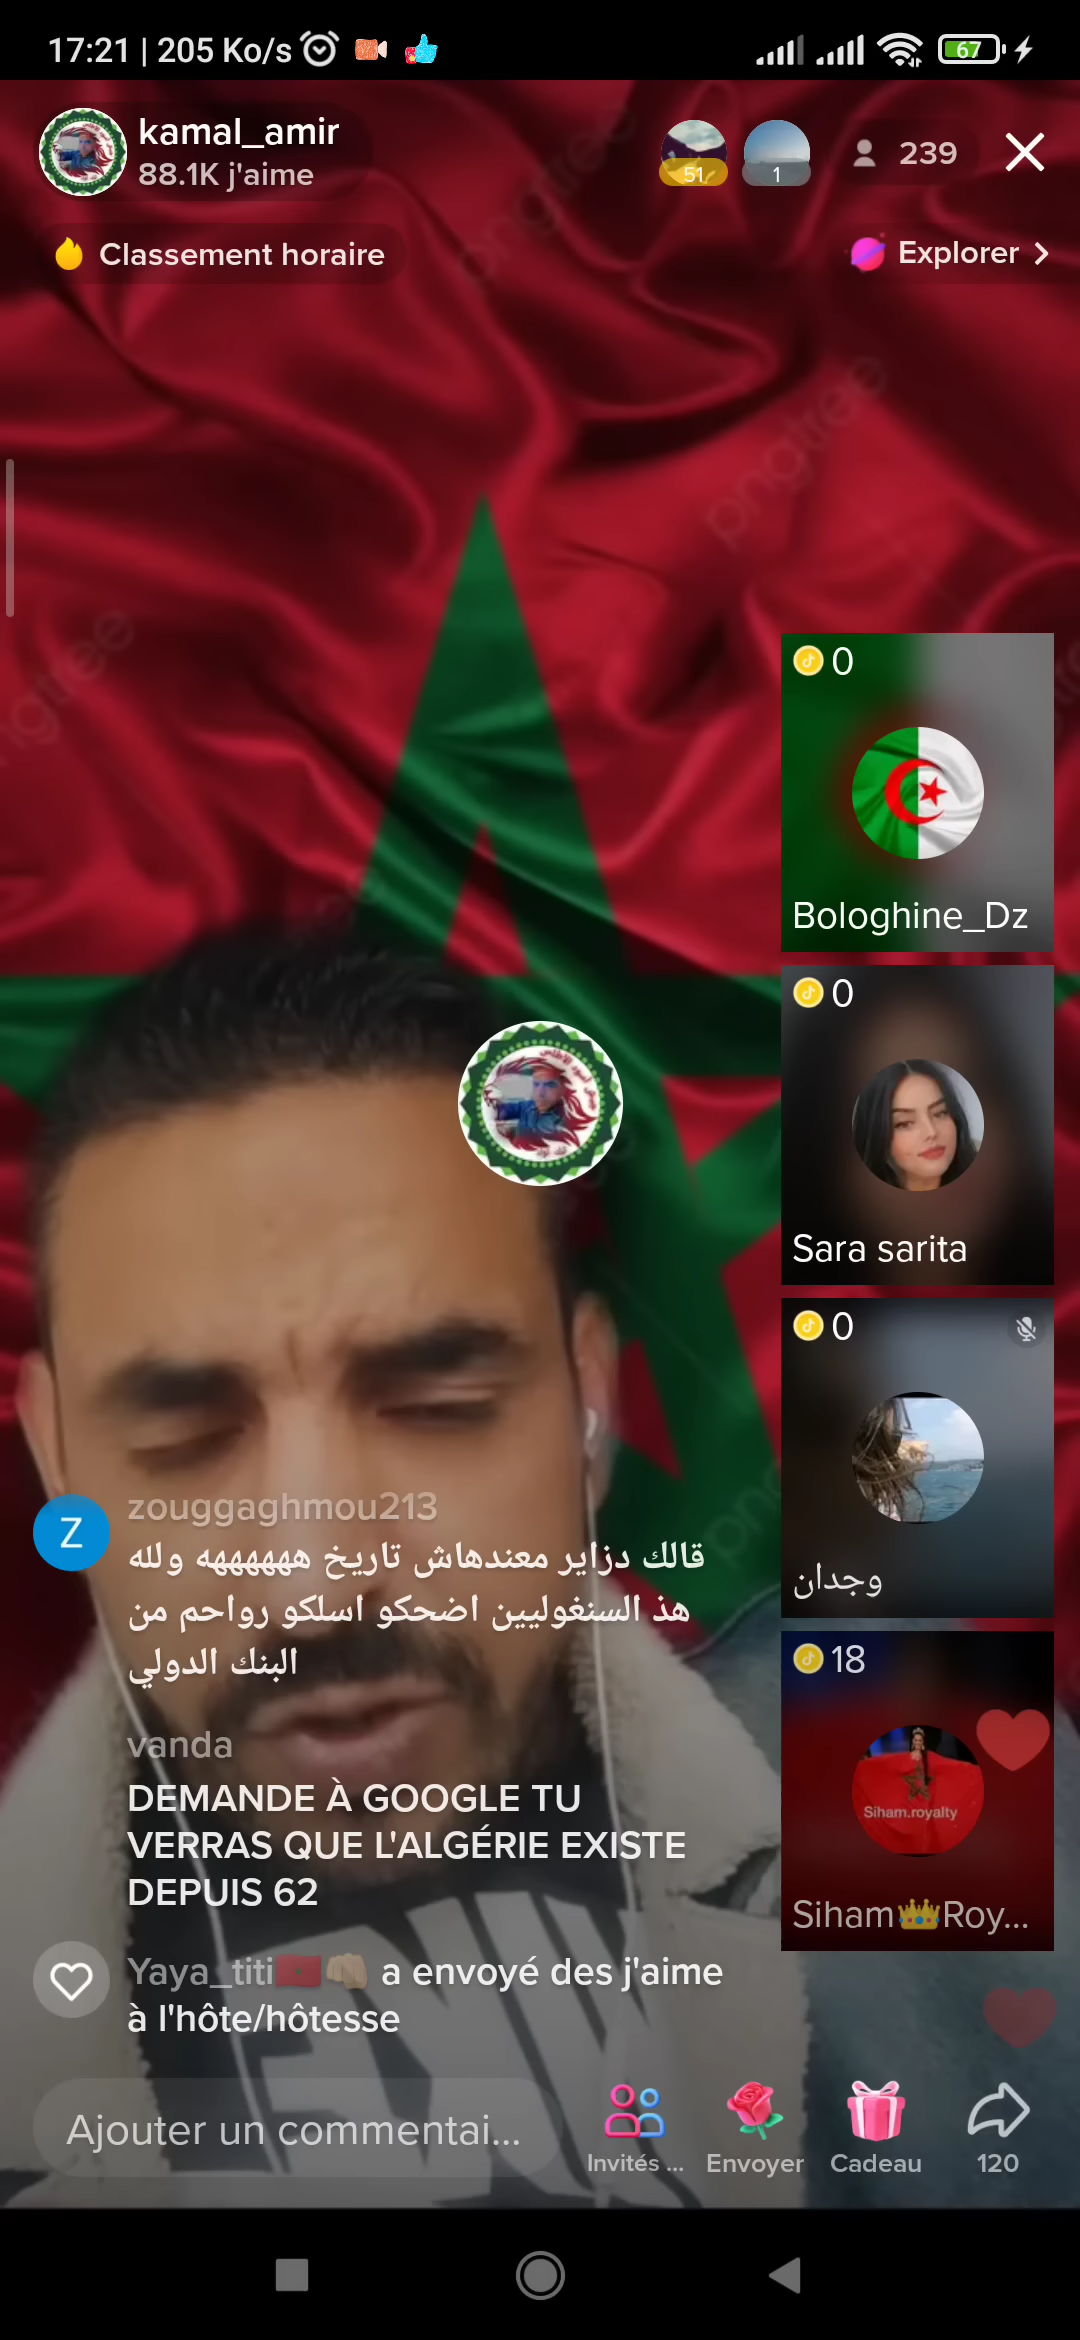 17:21 | 205 Ko/s
67
kamal_amir
88.1K j'aime
51
1
239
Classement horaire
Explorer
pngtree
pngtree
0
Bologhine_Dz
0
Sara sarita
0
وجدان
18
Siham.royalty
Siham👑Roy...
Z
zouggaghmou213
قالك دزاير معندهاش تاريخ ههههههه ولله
هذ السنغوليين اضحكو اسلكو رواحم من
البنك الدولي
vanda
DEMANDE À GOOGLE TU
VERRAS QUE L'ALGÉRIE EXISTE
DEPUIS 62
Yaya_titi🇲🇦👊🏼 a envoyé des j'aime
à l'hôte/hôtesse
Ajouter un commentai...
Invités ...
Envoyer
Cadeau
120